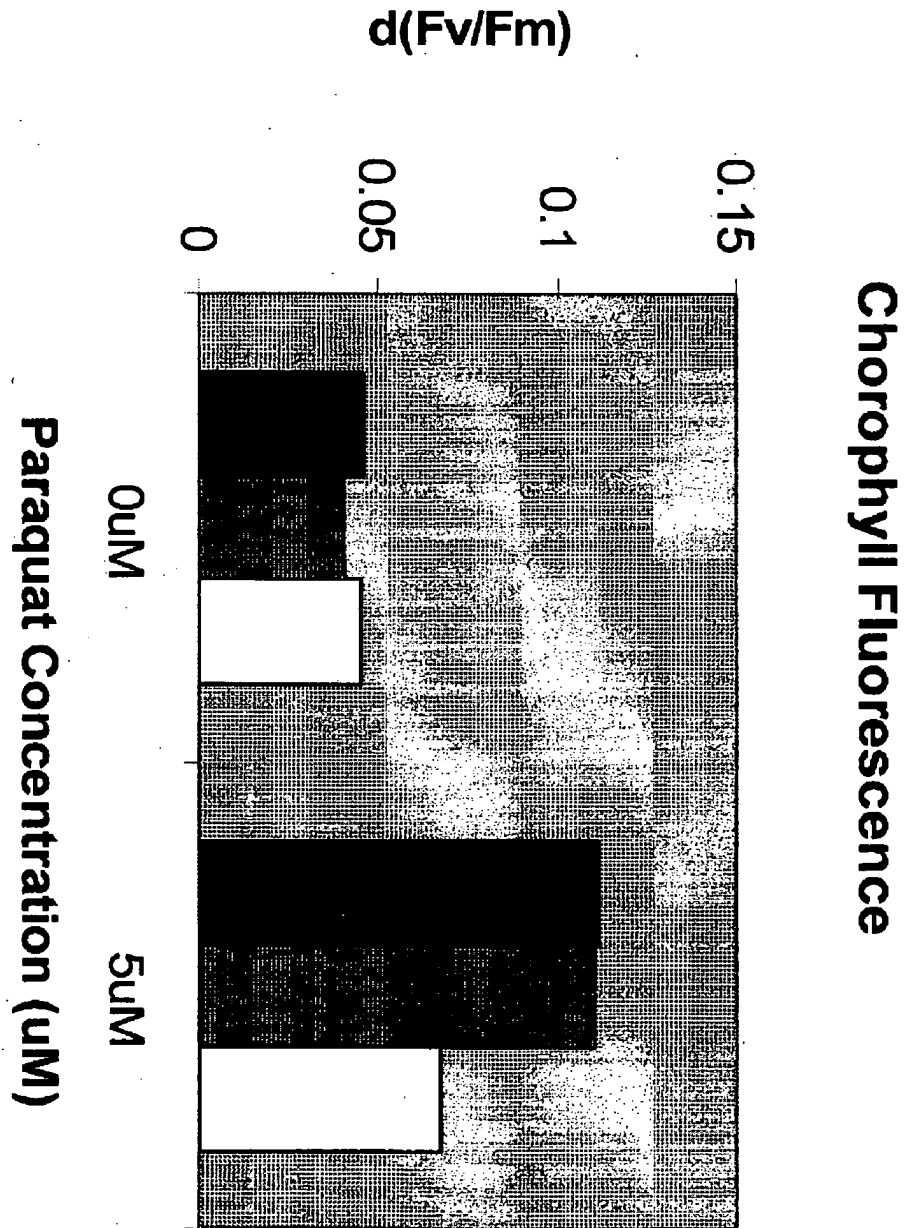 Chorophyll Fluorescence
d(Fv/Fm)
0.15
0.1
0.05
0
0uM
5uM
Paraquat Concentration (uM)